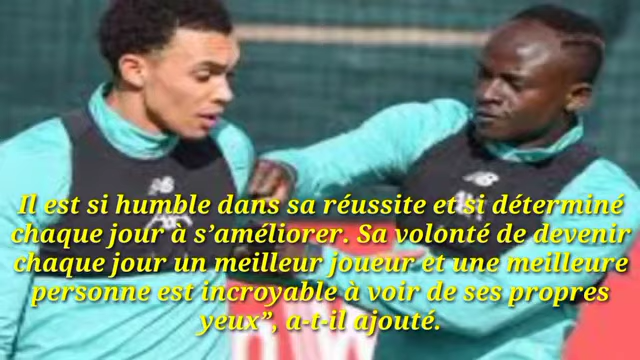 Il est si humble dans sa réussite et si déterminé
chaque jour à s’améliorer. Sa volonté de devenir
chaque jour un meilleur joueur et une meilleure
personne est incroyable à voir de ses propres
yeux”, a-t-il ajouté.